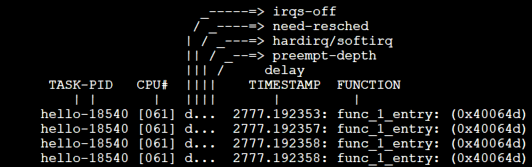 _-----=> irqs-off
/ _----=> need-resched
| / _---=> hardirq/softirq
|| / _--=> preempt-depth
||| /     delay
TASK-PID    CPU#  ||||    TIMESTAMP  FUNCTION
| |         |   ||||       |         |
hello-18540 [061] d...  2777.192353: func_1_entry: (0x40064d)
hello-18540 [061] d...  2777.192357: func_1_entry: (0x40064d)
hello-18540 [061] d...  2777.192358: func_1_entry: (0x40064d)
hello-18540 [061] d...  2777.192358: func_1_entry: (0x40064d)